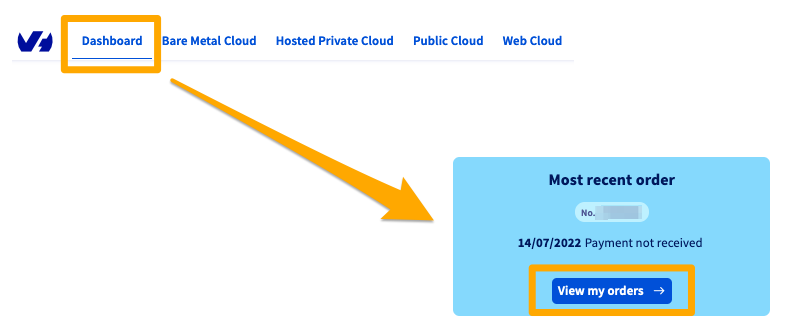 Dashboard Bare Metal Cloud Hosted Private Cloud Public Cloud Web Cloud
Most recent order
No.
14/07/2022 Payment not received
View my orders →